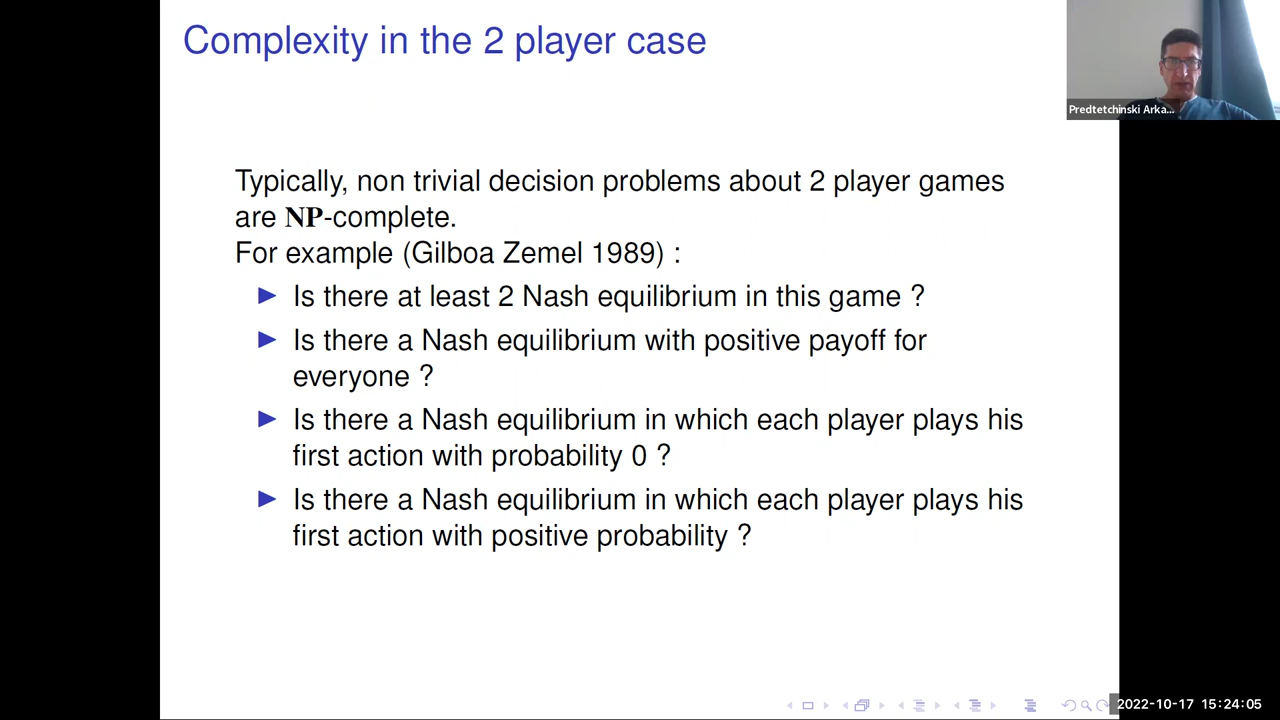 Complexity in the 2 player case
Predtetchinski Arka...
Typically, non trivial decision problems about 2 player games
are NP-complete.
For example (Gilboa Zemel 1989) :
Is there at least 2 Nash equilibrium in this game ?
Is there a Nash equilibrium with positive payoff for
everyone ?
Is there a Nash equilibrium in which each player plays his
first action with probability 0 ?
Is there a Nash equilibrium in which each player plays his
first action with positive probability ?
2022-10-17 15:24:05